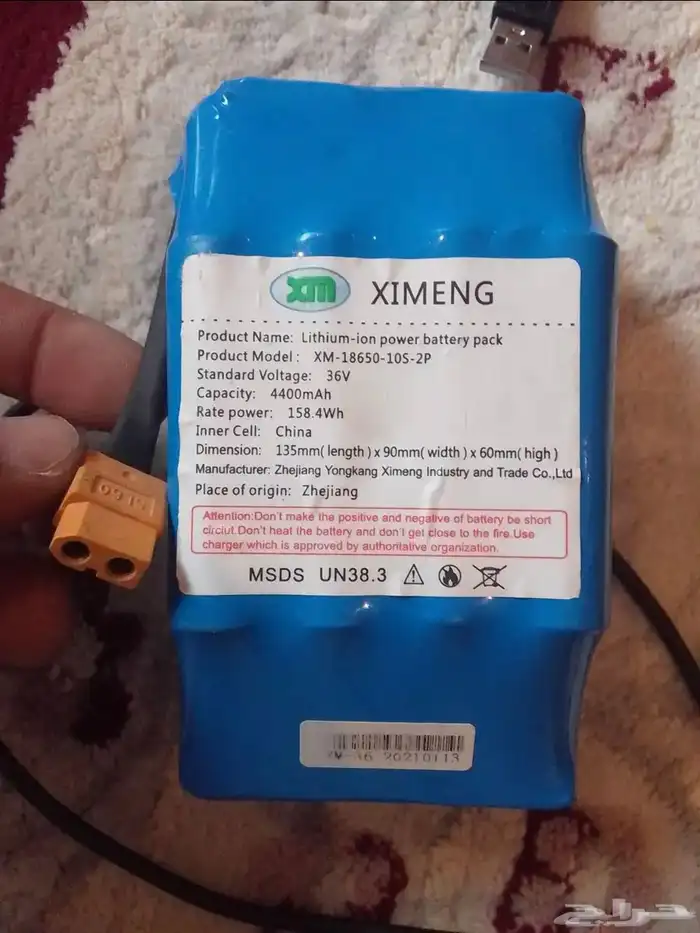 XM XIMENG
Product Name: Lithium-ion power battery pack
Product Model: XM-18650-10S-2P
Standard Voltage: 36V
Capacity: 4400mAh
Rate power: 158.4Wh
Inner Cell: China
Dimension: 135mm( length ) x 90mm( width ) x 60mm( high )
Manufacturer: Zhejiang Yongkang Ximeng Industry and Trade Co.,Ltd
Place of origin: Zhejiang
Attention:Don't make the positive and negative of battery be short
circiut.Don't heat the battery and don't get close to the fire.Use
charger which is approved by authoritative organization.
MSDS UN38.3
20210113
حراج